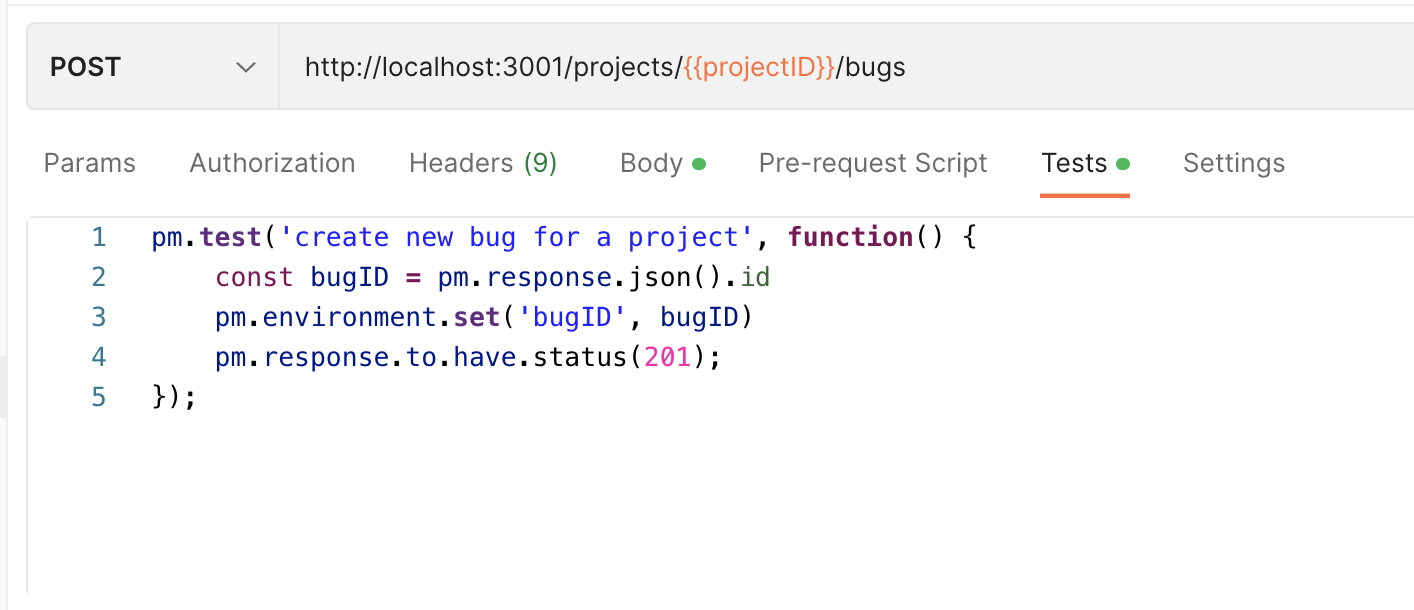 POST http://localhost:3001/projects/{{projectID}}/bugs
Params Authorization Headers (9) Body Pre-request Script Tests Settings
1 pm.test('create new bug for a project', function() {
2 const bugID = pm.response.json().id
3 pm.environment.set('bugID', bugID)
4 pm.response.to.have.status(201);
5 });